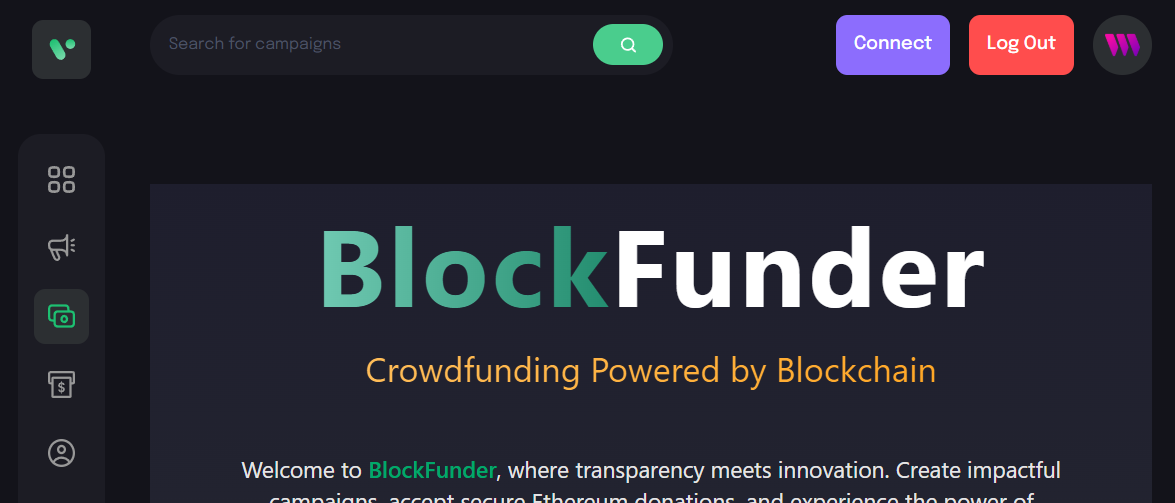 Search for campaigns
Connect
Log Out
BlockFunder
Crowdfunding Powered by Blockchain
Welcome to BlockFunder, where transparency meets innovation. Create impactful
campaigns, accept secure Ethereum donations, and experience the power of